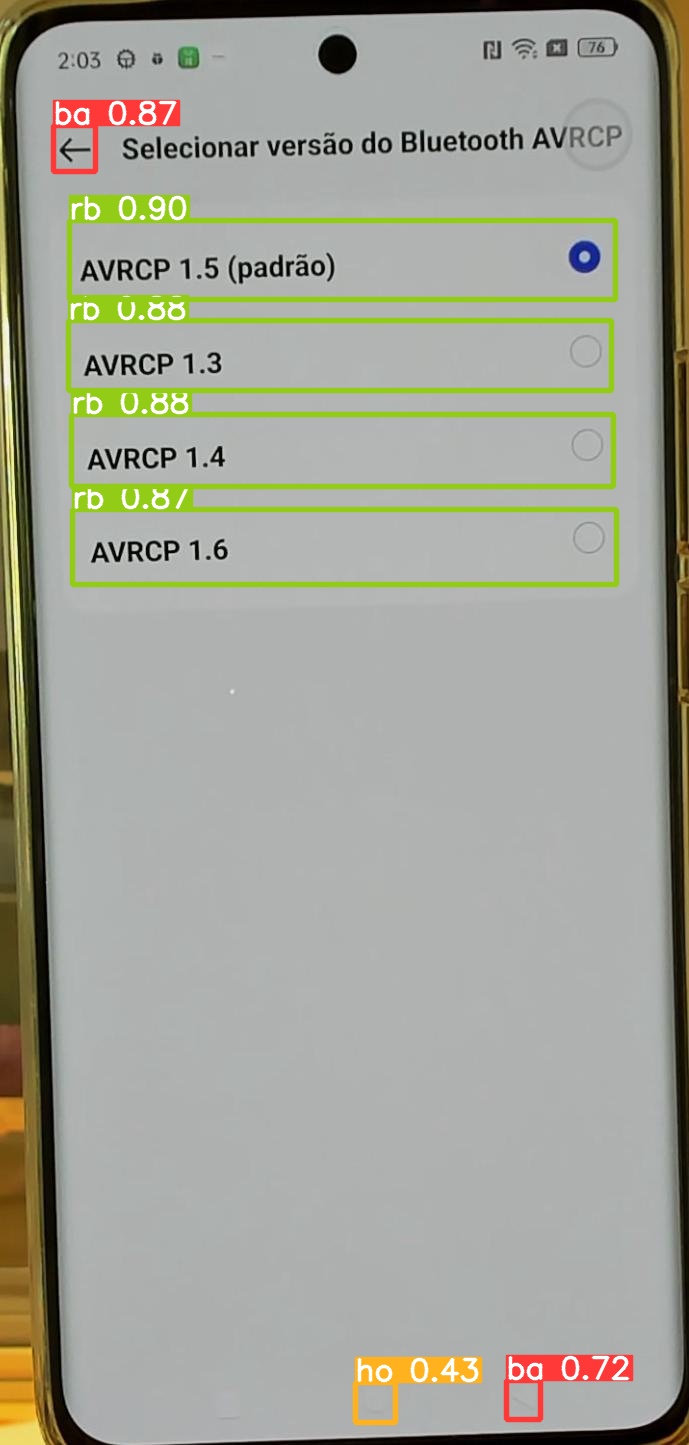 2:03
76
ba 0.87
Selecionar versão do Bluetooth AVRCP
rb 0.90
AVRCP 1.5 (padrão)
rb 0.88
AVRCP 1.3
rb 0.88
AVRCP 1.4
rb 0.87
AVRCP 1.6
ho 0.43
ba 0.72